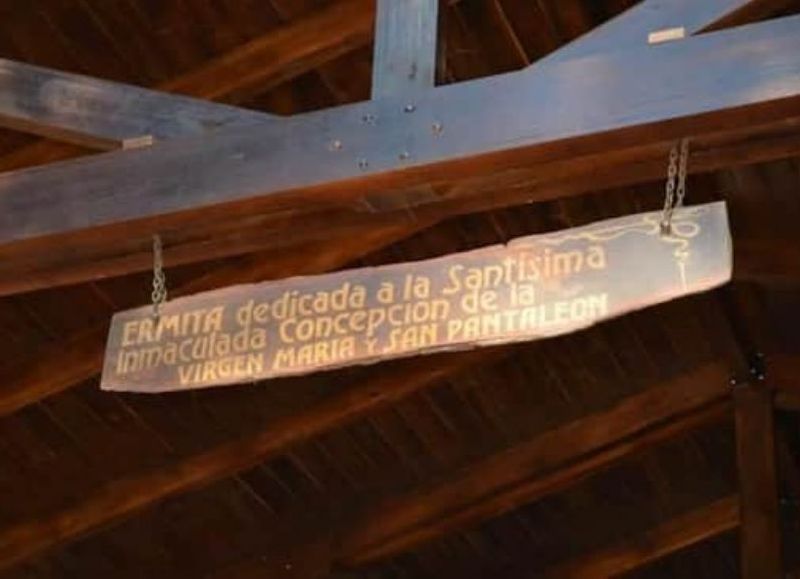 ERMITA dedicada a la Santísima
Inmaculada Concepción de la
VIRGEN MARIA Y SAN PANTALEON